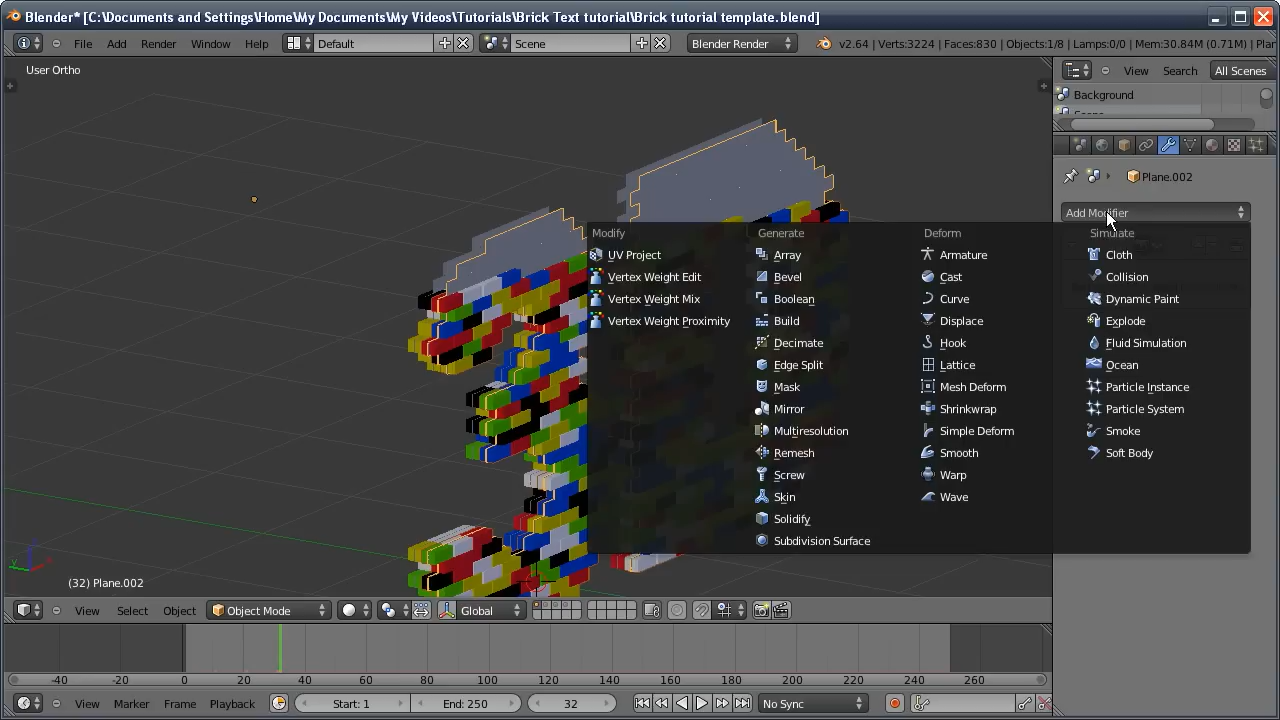 Blender* [C:\Documents and Settings\Home\My Documents\My Videos\Tutorials\Brick Text tutorial\Brick tutorial template.blend]
File Add Render Window Help Default Scene Blender Render v2.64 | Verts:3224 | Faces:830 | Objects:1/8 | Lamps:0/0 | Mem:30.84M (0.71M) | Plan
User Ortho
View Search All Scenes
Background
Plane.002
Add Modifier
Modify Generate Deform Simulate
UV Project Array Armature Cloth
Vertex Weight Edit Bevel Cast Collision
Vertex Weight Mix Boolean Curve Dynamic Paint
Vertex Weight Proximity Build Displace Explode
Decimate Hook Fluid Simulation
Edge Split Lattice Ocean
Mask Mesh Deform Particle Instance
Mirror Shrinkwrap Particle System
Multiresolution Simple Deform Smoke
Remesh Smooth Soft Body
Screw Warp
Skin Wave
Solidify
Subdivision Surface
(32) Plane.002
View Select Object Object Mode Global
-40 -20 0 20 40 60 80 100 120 140 160 180 200 220 240 260
View Marker Frame Playback Start: 1 End: 250 32 No Sync